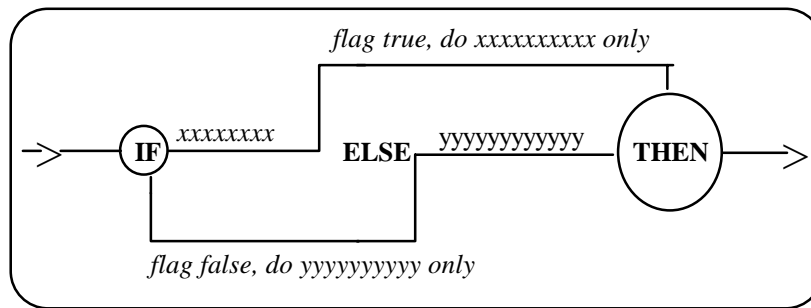 flag true, do xxxxxxxxxx only
IF xxxxxxxx ELSE yyyyyyyyyyyy THEN
flag false, do yyyyyyyyyy only